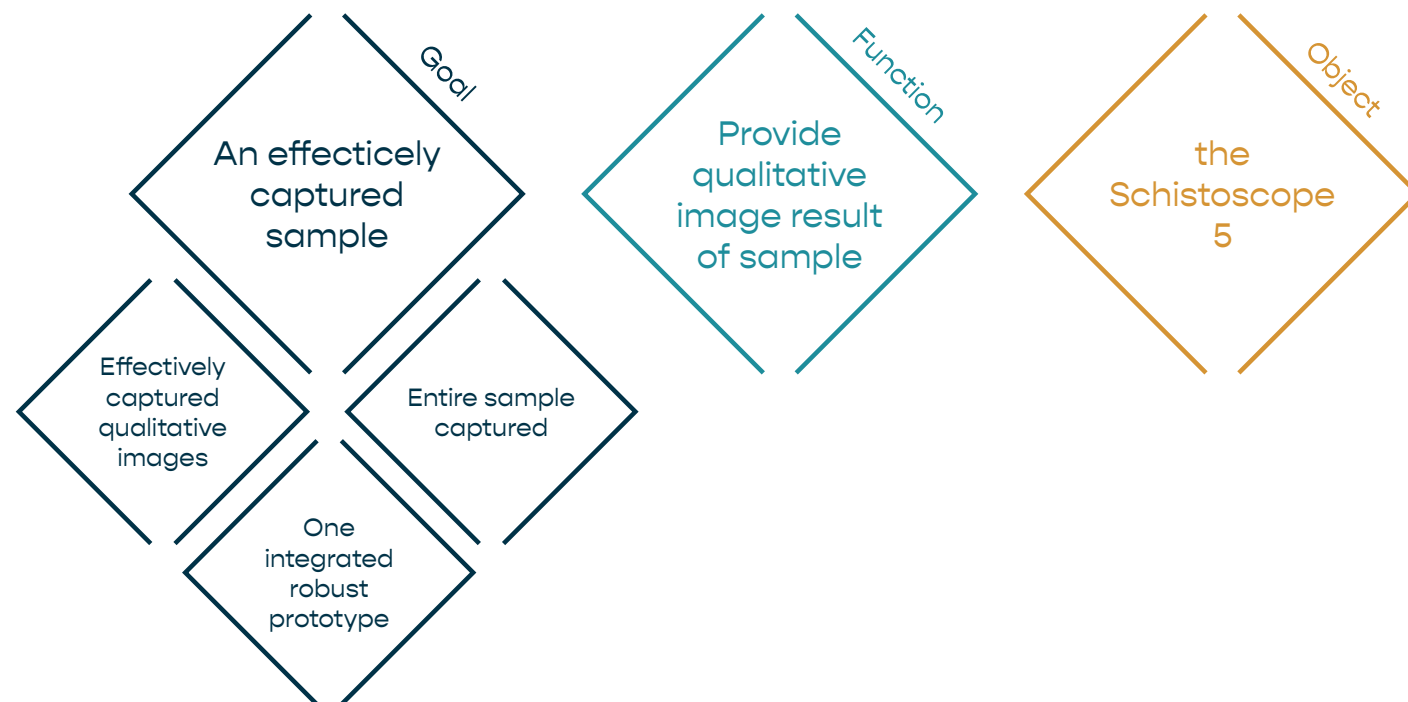 Goal
An effecticely
captured
sample
Function
Provide
qualitative
image result
of sample
Object
the
Schistoscope
5
Effectively
captured
qualitative
images
Entire sample
captured
One
integrated
robust
prototype